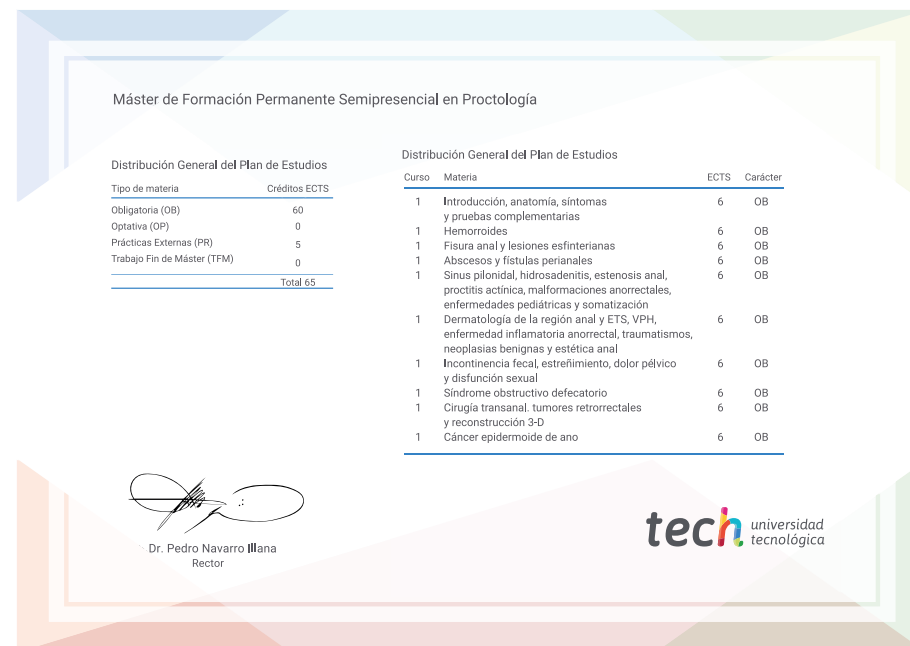 Máster de Formación Permanente Semipresencial en Proctología
Distribución General del Plan de Estudios
Tipo de materia Créditos ECTS
Obligatoria (OB) 60
Optativa (OP) 0
Prácticas Externas (PR) 5
Trabajo Fin de Máster (TFM) 0
Total 65
Distribución General del Plan de Estudios
Curso Materia ECTS Carácter
1 Introducción, anatomía, síntomas 6 OB
y pruebas complementarias
1 Hemorroides 6 OB
1 Fisura anal y lesiones esfinterianas 6 OB
1 Abscesos y fístulas perianales 6 OB
1 Sinus pilonidal, hidrosadenitis, estenosis anal, 6 OB
proctitis actínica, malformaciones anorrectales,
enfermedades pediátricas y somatización
1 Dermatología de la región anal y ETS, VPH, 6 OB
enfermedad inflamatoria anorrectal, traumatismos,
neoplasias benignas y estética anal
1 Incontinencia fecal, estreñimiento, dolor pélvico 6 OB
y disfunción sexual
1 Síndrome obstructivo defecatorio 6 OB
1 Cirugía transanal. tumores retrorrectales 6 OB
y reconstrucción 3-D
1 Cáncer epidermoide de ano 6 OB
Dr. Pedro Navarro Illana
Rector
tech universidad
tecnológica